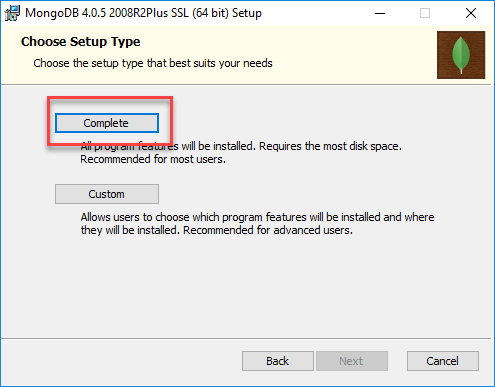 MongoDB 4.0.5 2008R2Plus SSL (64 bit) Setup
Choose Setup Type
Choose the setup type that best suits your needs
Complete
All program features will be installed. Requires the most disk space.
Recommended for most users.
Custom
Allows users to choose which program features will be installed and where
they will be installed. Recommended for advanced users.
Back Next Cancel